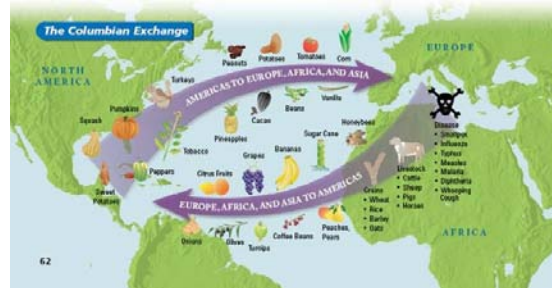 The Columbian Exchange
NORTH
AMERICA
EUROPE
AFRICA
AMERICAS TO EUROPE, AFRICA, AND ASIA
Peanuts
Potatoes
Tomatoes
Corn
Turkeys
Squash
Pumpkins
Tobacco
Peppers
Sweet
Potatoes
Pineapples
Cacao
Beans
Vanilla
EUROPE, AFRICA, AND ASIA TO AMERICAS
Citrus Fruits
Grapes
Bananas
Sugar Cane
Honeybees
Onions
Olives
Turnips
Coffee Beans
Peaches,
Pears
Grains
• Wheat
• Rice
• Barley
• Oats
Livestock
• Cattle
• Sheep
• Pigs
• Horses
Disease
• Smallpox
• Influenza
• Typhus
• Measles
• Malaria
• Diphtheria
• Whooping
Cough
62